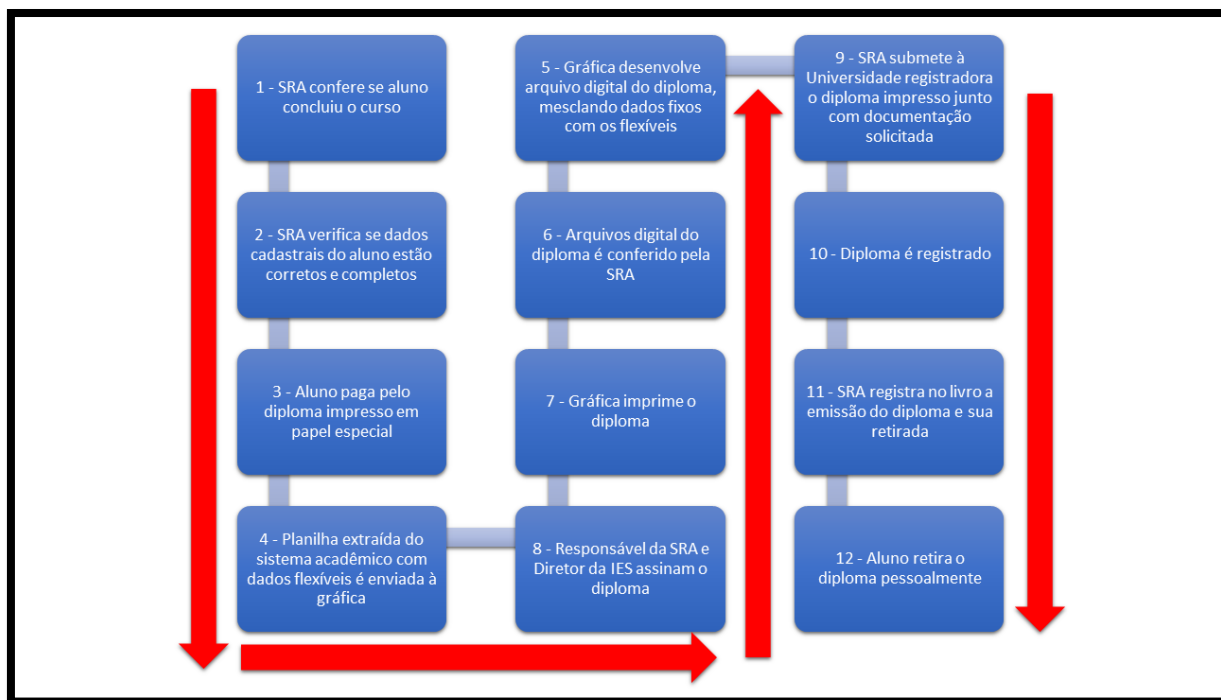 1 - SRA confere se aluno
concluiu o curso
2 - SRA verifica se dados
cadastrais do aluno estão
corretos e completos
3 - Aluno paga pelo
diploma impresso em
papel especial
4 - Planilha extraída do
sistema acadêmico com
dados flexíveis é enviada à
gráfica
5 - Gráfica desenvolve
arquivo digital do diploma,
mesclando dados fixos
com os flexíveis
6 - Arquivos digital do
diploma é conferido pela
SRA
7 - Gráfica imprime o
diploma
8 - Responsável da SRA e
Diretor da IES assinam o
diploma
9 - SRA submete à
Universidade registradora
o diploma impresso junto
com documentação
solicitada
10 - Diploma é registrado
11 - SRA registra no livro a
emissão do diploma e sua
retirada
12 - Aluno retira o
diploma pessoalmente